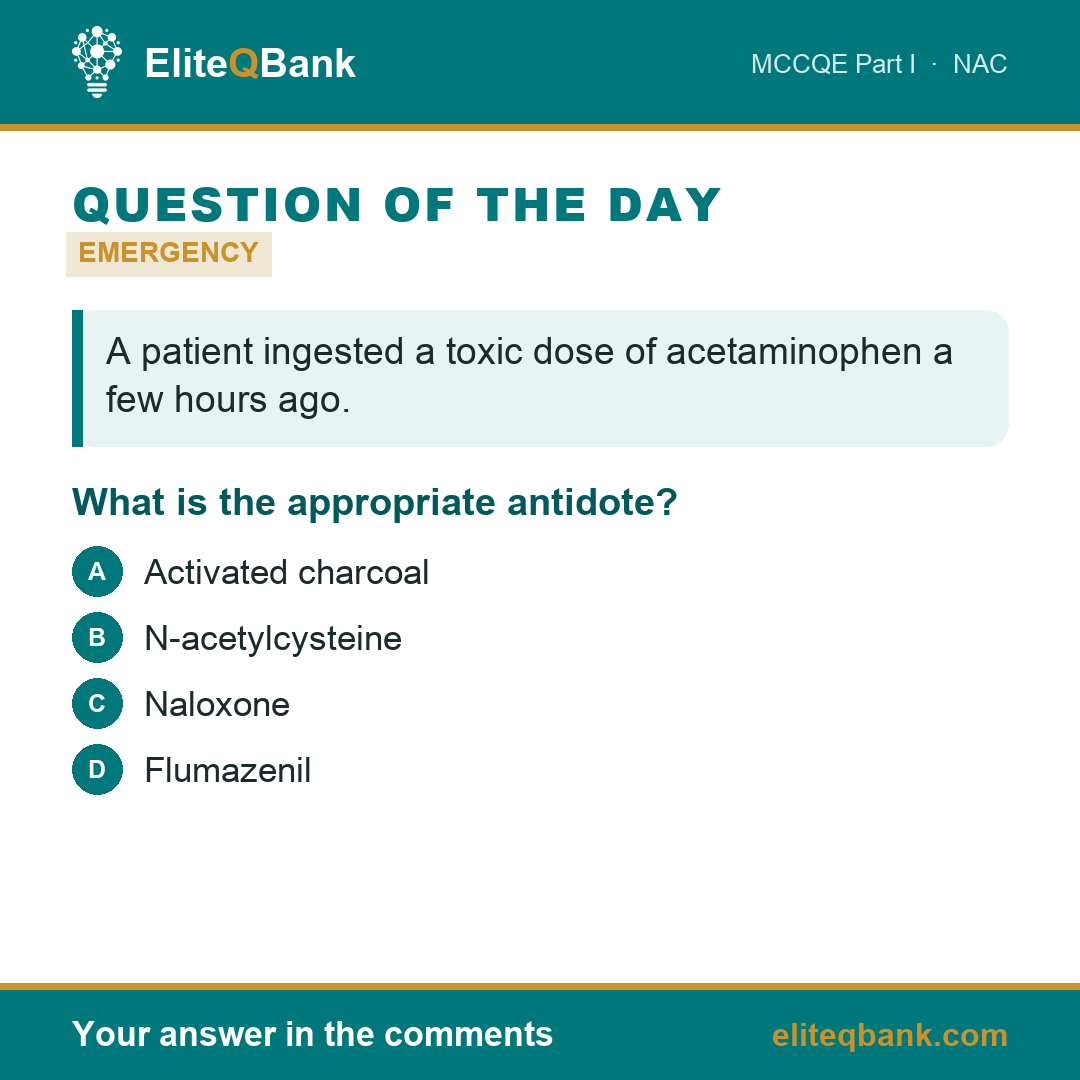 EliteQBank
MCCQE Part I · NAC
QUESTION OF THE DAY
EMERGENCY
A patient ingested a toxic dose of acetaminophen a
few hours ago.
What is the appropriate antidote?
A Activated charcoal
B N-acetylcysteine
C Naloxone
D Flumazenil
Your answer in the comments
eliteqbank.com